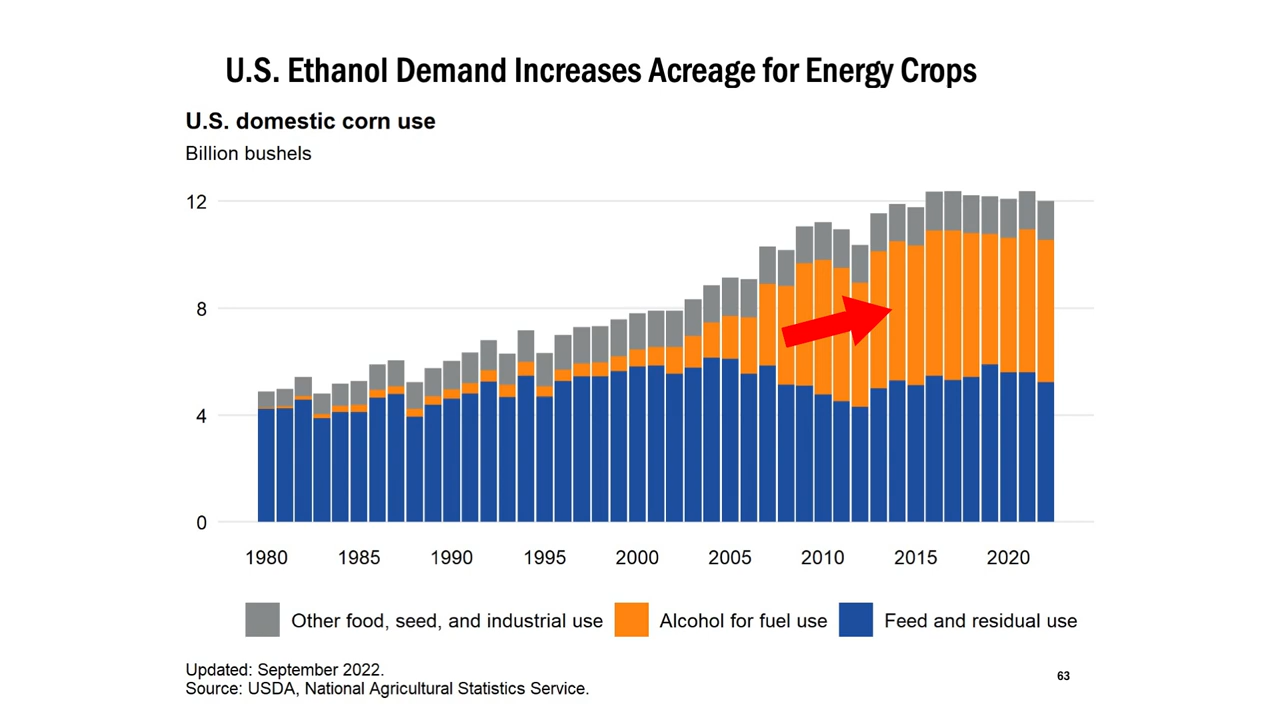 U.S. Ethanol Demand Increases Acreage for Energy Crops
U.S. domestic corn use
Billion bushels
12
8
4
0
1980 1985 1990 1995 2000 2005 2010 2015 2020
Other food, seed, and industrial use Alcohol for fuel use Feed and residual use
Updated: September 2022.
Source: USDA, National Agricultural Statistics Service.
63